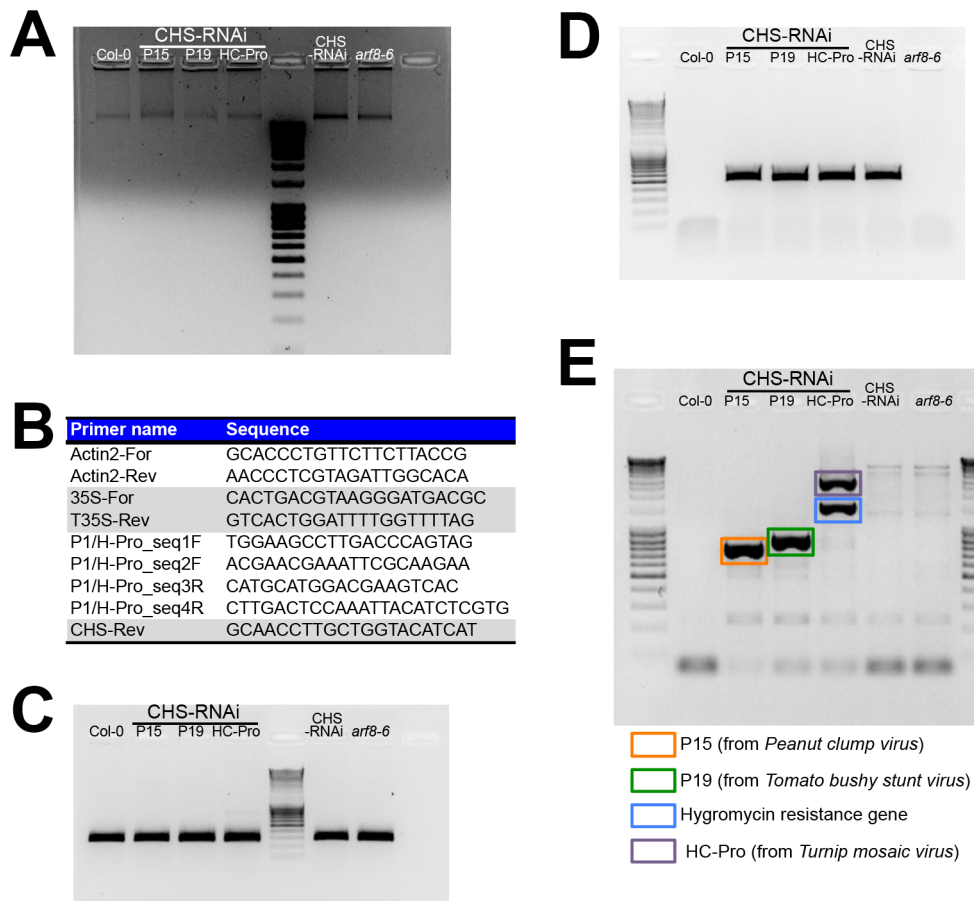 A
CHS-RNAi
Col-0 P15 P19 HC-Pro CHS -RNAi arf8-6
B
Primer name Sequence
Actin2-For GCACCCTGTTCTTCTTACCG
Actin2-Rev AACCCTCGTAGATTGGCACA
35S-For CACTGACGTAAGGGATGACGC
T35S-Rev GTCACTGGATTTTGGTTTTAG
P1/H-Pro_seq1F TGGAAGCCTTGACCCAGTAG
P1/H-Pro_seq2F ACGAACGAAATTCGCAAGAA
P1/H-Pro_seq3R CATGCATGGACGAAGTCAC
P1/H-Pro_seq4R CTTGACTCCAAATTACATCTCGTG
CHS-Rev GCAACCTTGCTGGTACATCAT
C
CHS-RNAi
Col-0 P15 P19 HC-Pro CHS -RNAi arf8-6
D
CHS-RNAi
Col-0 P15 P19 HC-Pro CHS -RNAi arf8-6
E
CHS-RNAi
Col-0 P15 P19 HC-Pro CHS -RNAi arf8-6
P15 (from Peanut clump virus)
P19 (from Tomato bushy stunt virus)
Hygromycin resistance gene
HC-Pro (from Turnip mosaic virus)